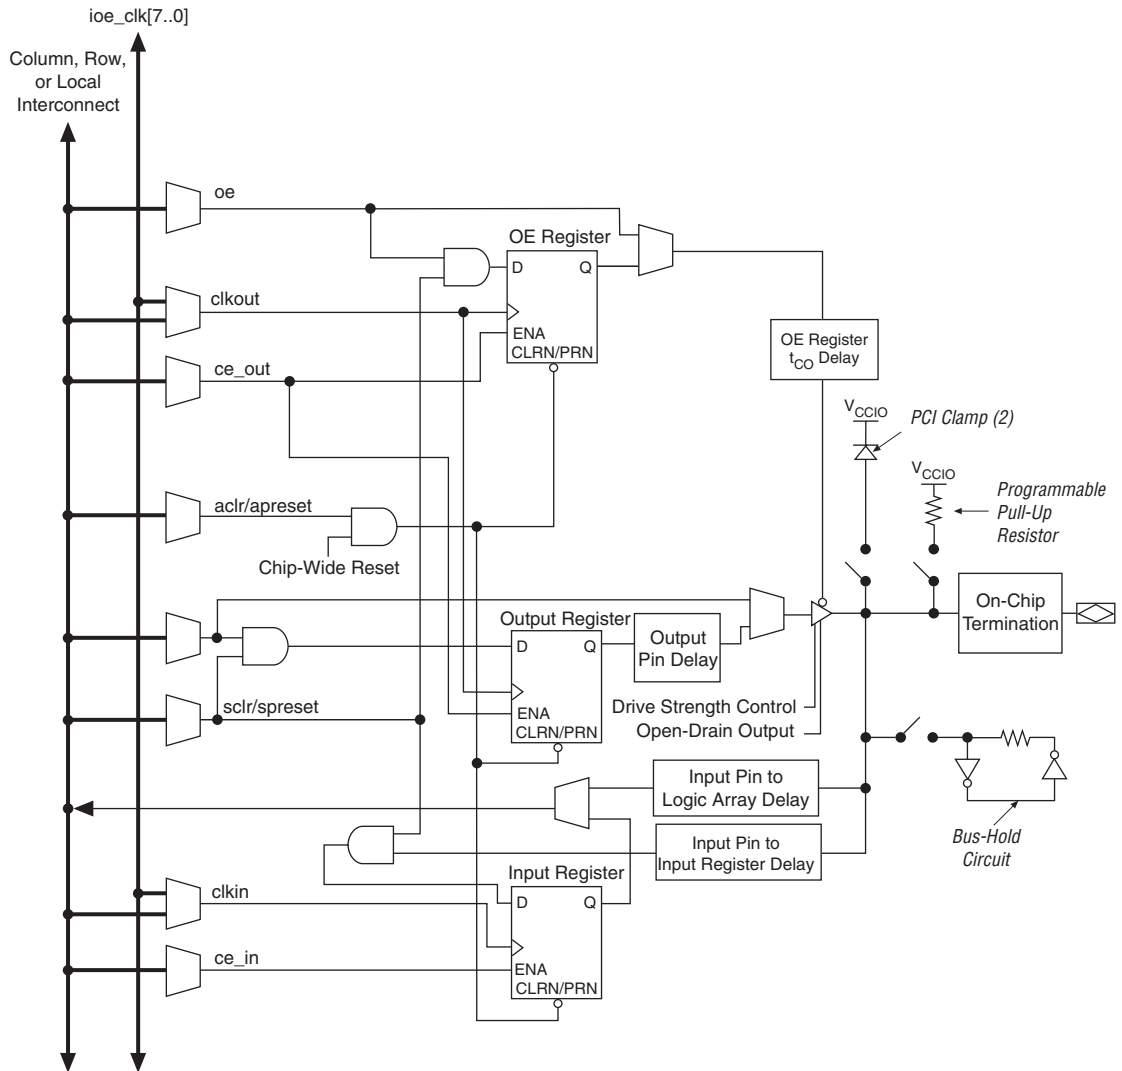 ioe_clk[7..0]
Column, Row,
or Local
Interconnect
oe
OE Register
D
Q
clkout
ENA
CLRN/PRN
OE Register
tCO Delay
ce_out
VCCIO
PCI Clamp (2)
VCCIO
Programmable
Pull-Up
Resistor
aclr/apreset
Chip-Wide Reset
On-Chip
Termination
Output Register
D
Q
Output
Pin Delay
sclr/spreset
ENA
CLRN/PRN
Drive Strength Control
Open-Drain Output
Input Pin to
Logic Array Delay
Input Pin to
Input Register Delay
Bus-Hold
Circuit
Input Register
D
Q
clkin
ce_in
ENA
CLRN/PRN